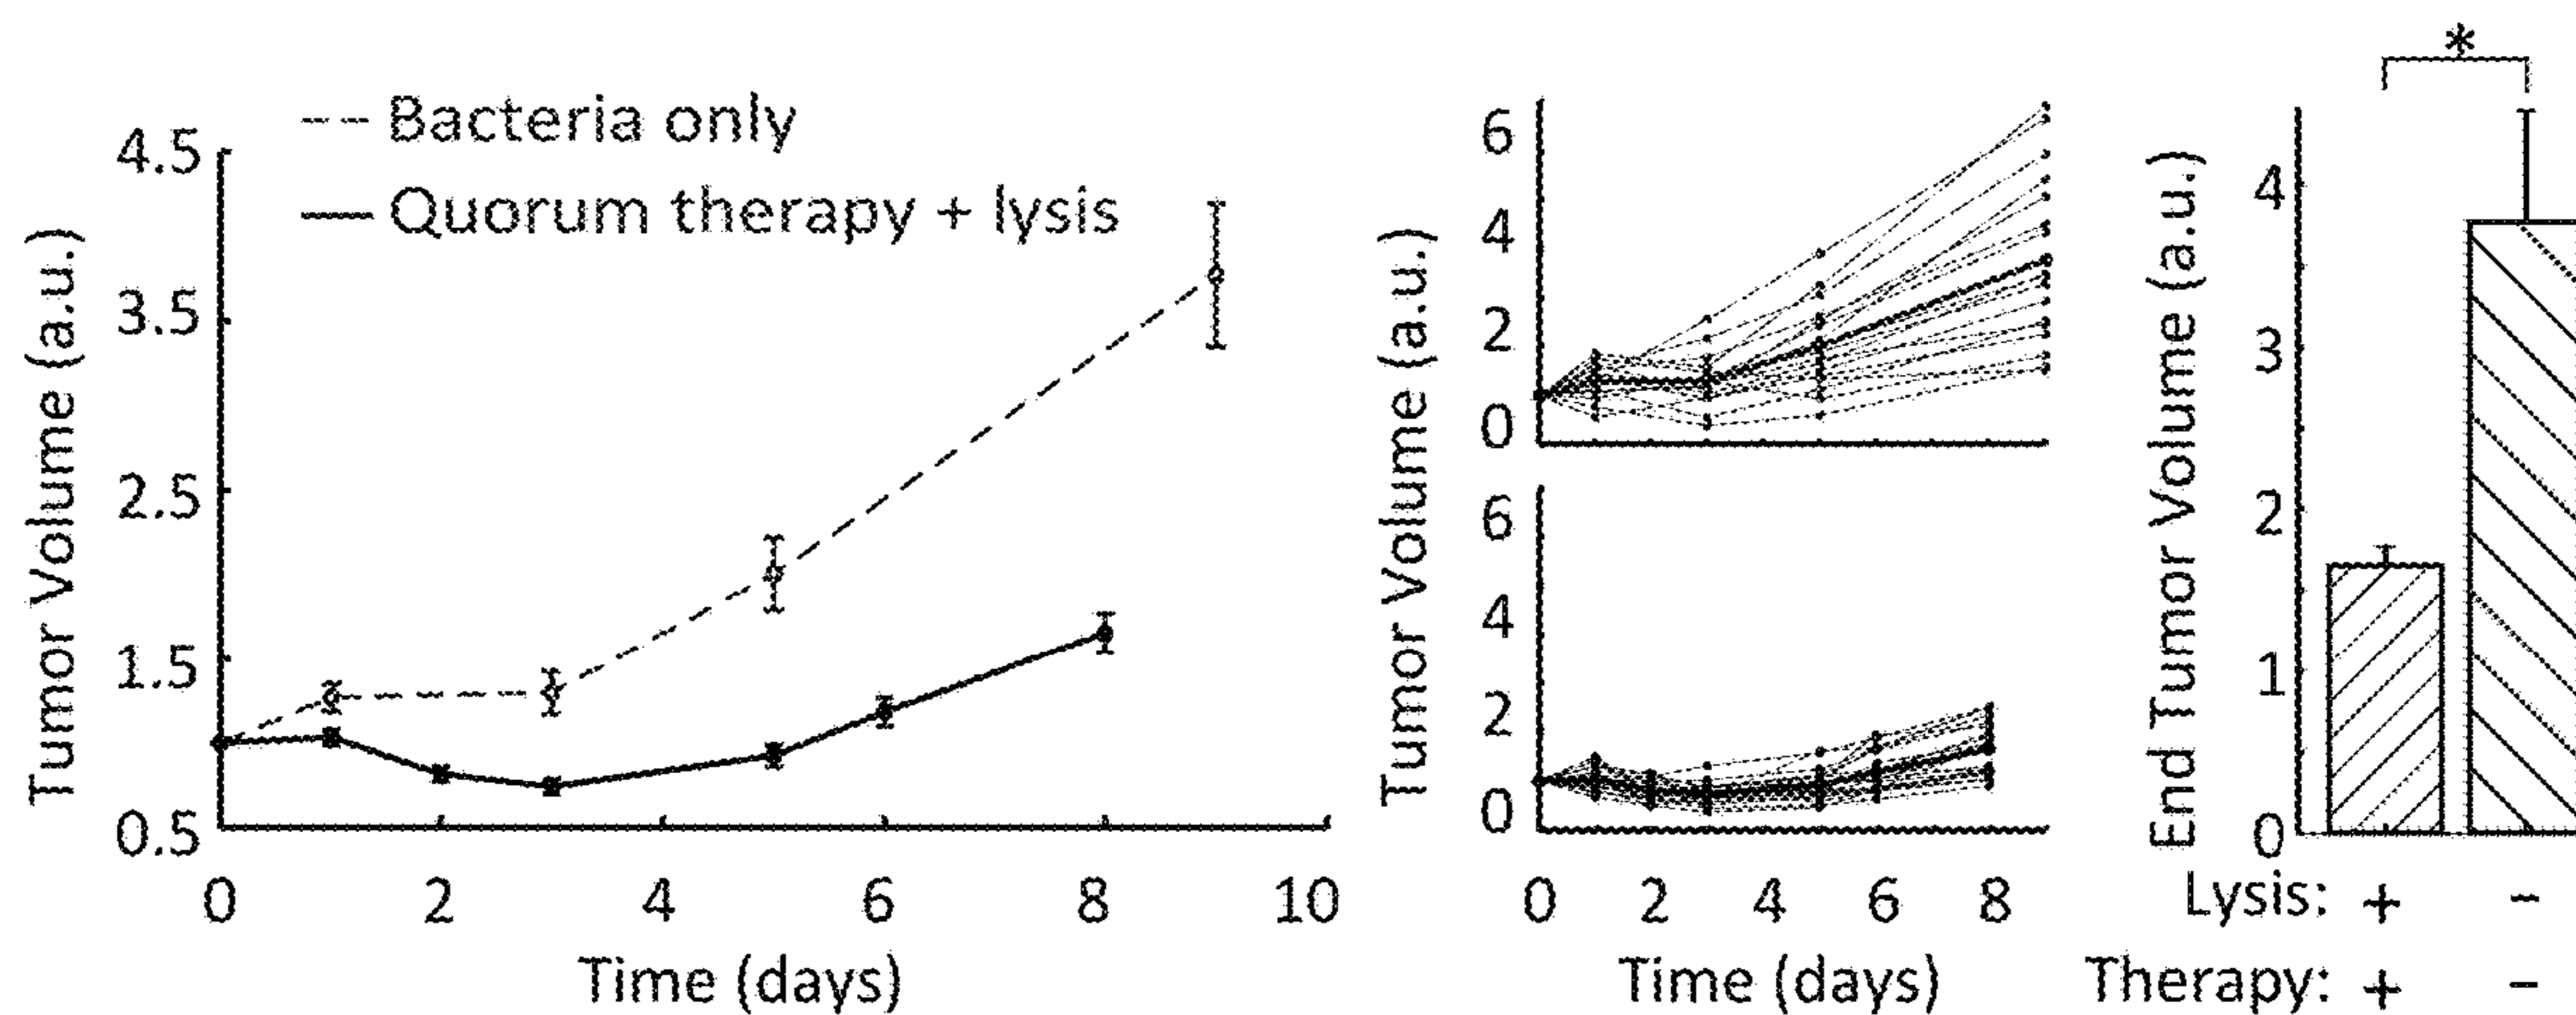 Tumor Volume (a.u.)
4.5
3.5
2.5
1.5
0.5
-- Bacteria only
— Quorum therapy + lysis
0 2 4 6 8 10
Time (days)
Tumor Volume (a.u.)
6
4
2
0
6
4
2
0
0 2 4 6 8
Time (days)
End Tumor Volume (a.u.)
*
4
3
2
1
0
Lysis: + -
Therapy: + -